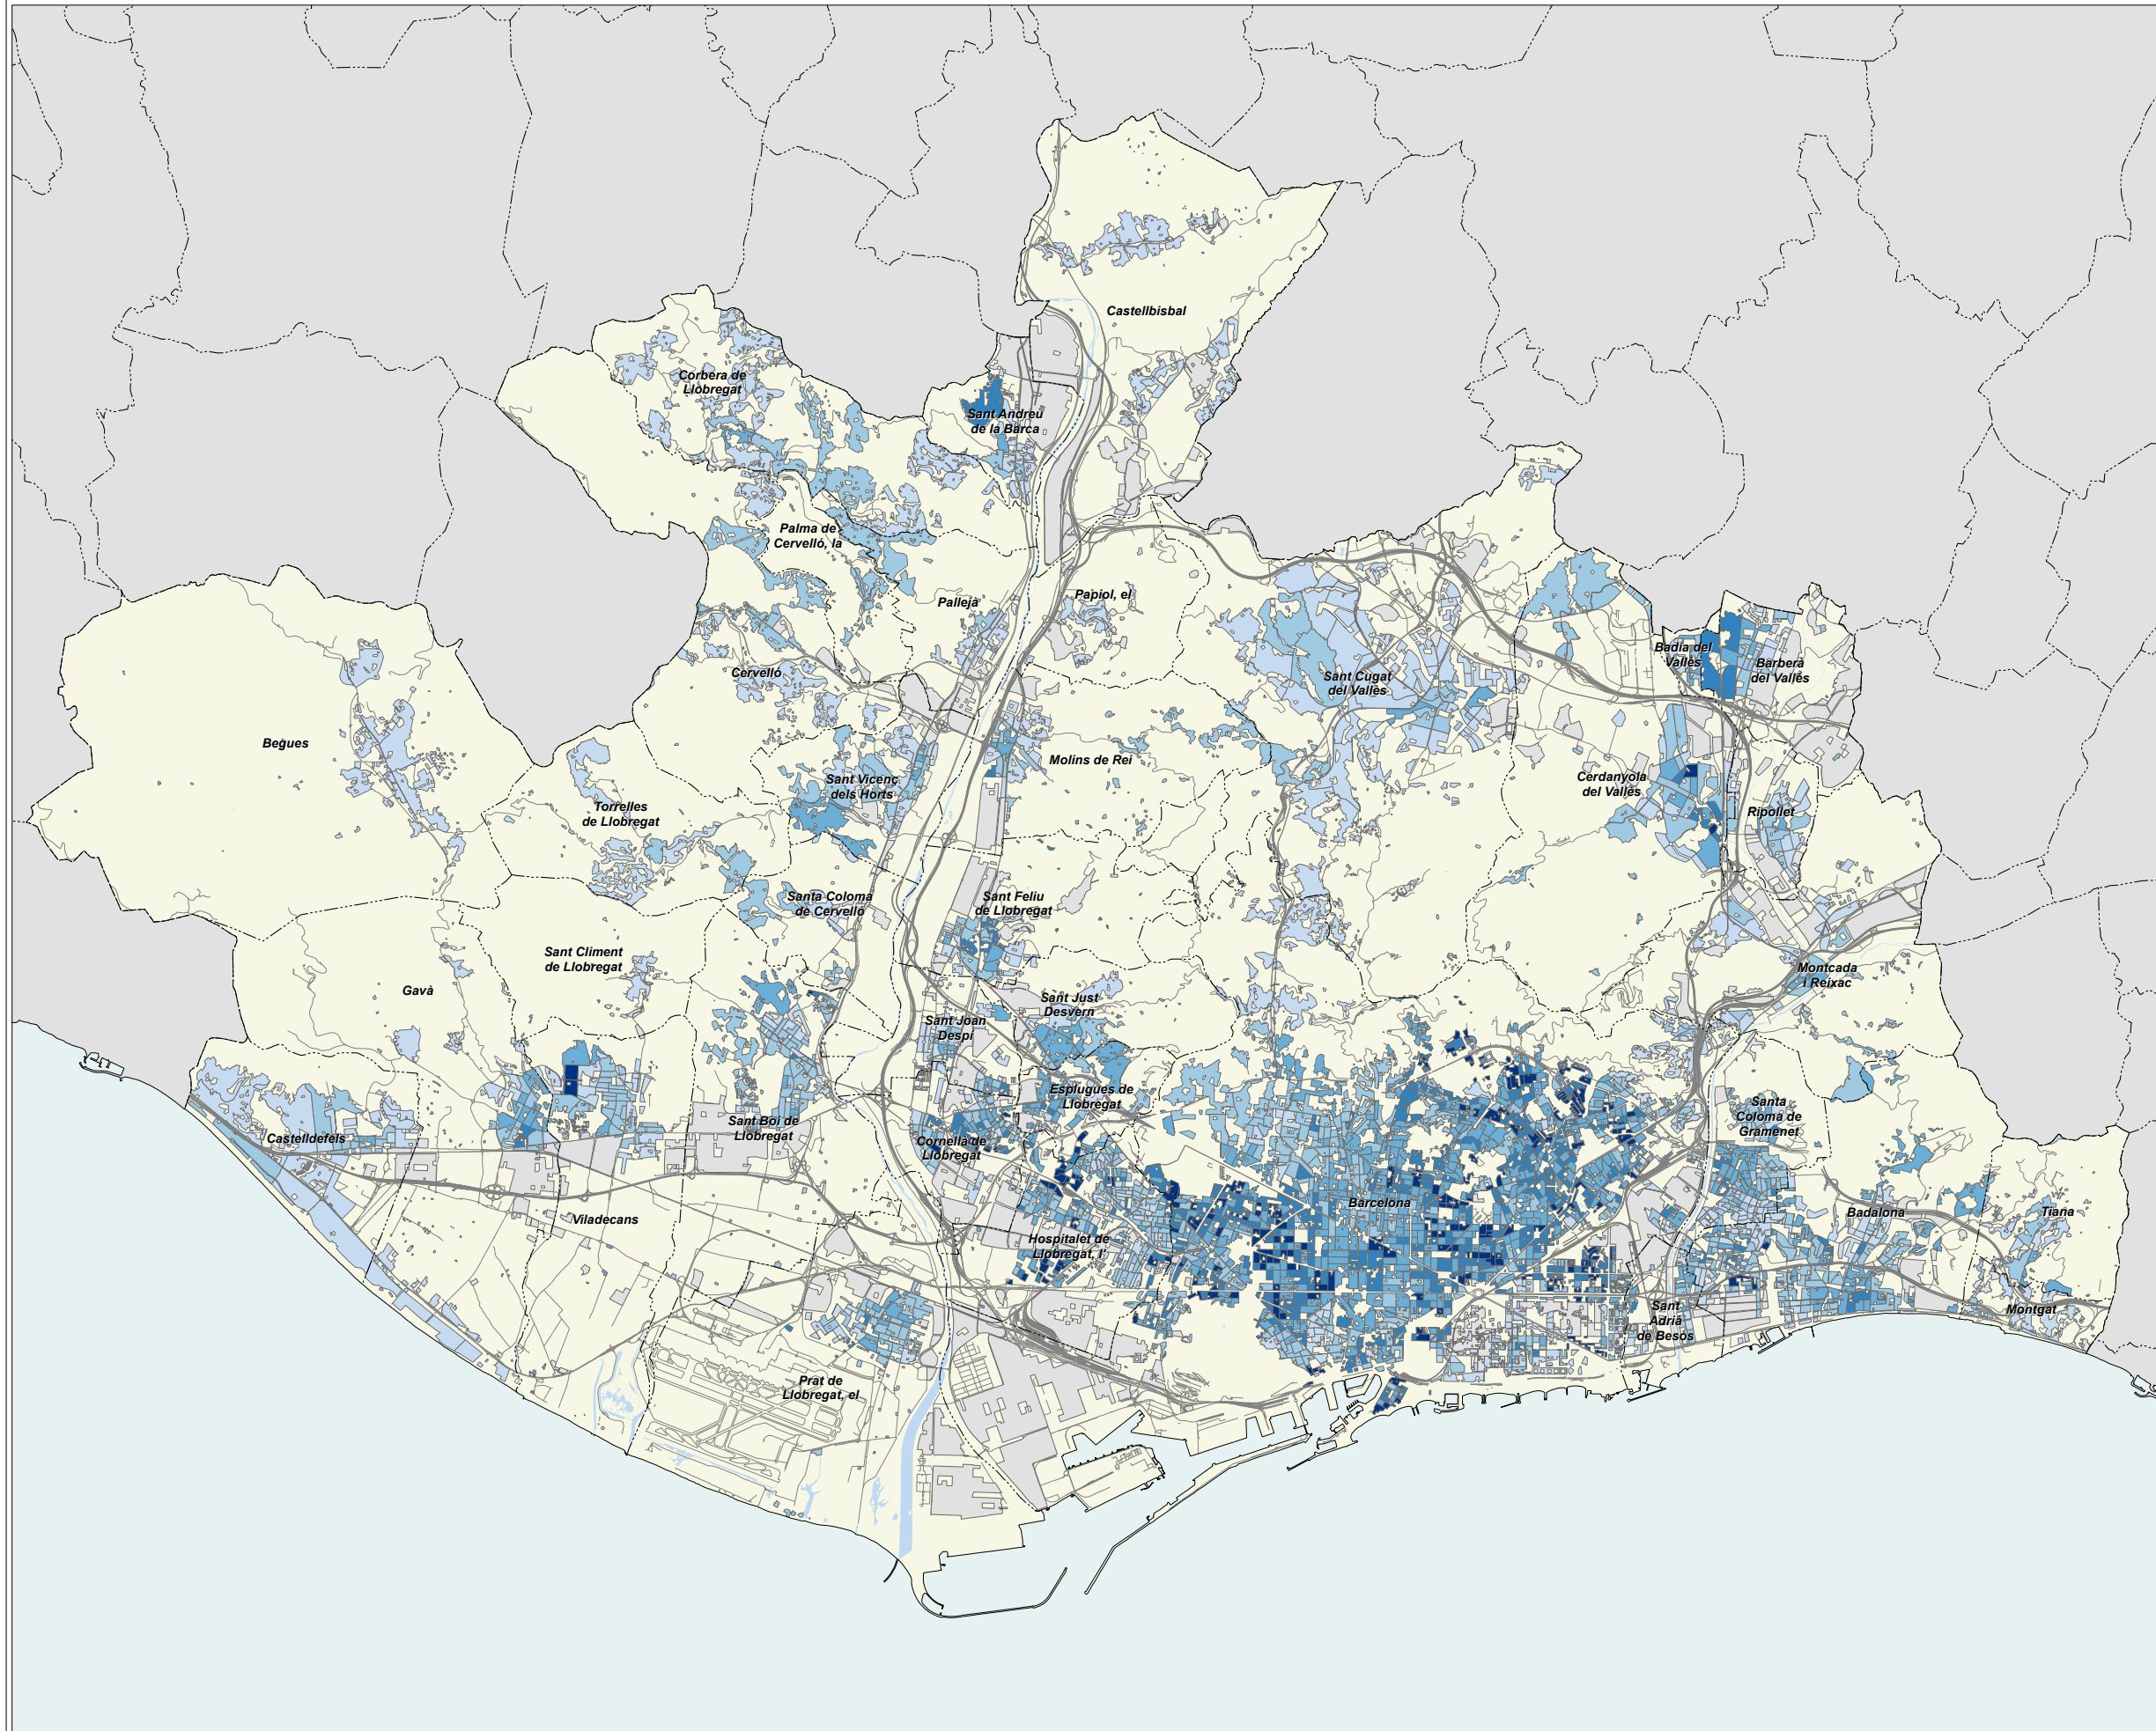 Castellbisbal
Corbera de
Llobregat
Sant Andreu
de la Barca
Palma de
Cervelló, la
Pallejà
Papiol, el
Badia del
Vallès
Barberà
del Vallès
Cervelló
Sant Cugat
del Vallès
Begues
Molins de Rei
Sant Vicenç
dels Horts
Cerdanyola
del Vallès
Torrelles
de Llobregat
Ripollet
Santa Coloma
de Cervelló
Sant Feliu
de Llobregat
Sant Climent
de Llobregat
Montcada
i Reixac
Gavà
Sant Just
Desvern
Sant Joan
Despí
Esplugues de
Llobregat
Santa
Coloma de
Gramenet
Castelldefels
Sant Boi de
Llobregat
Cornellà de
Llobregat
Barcelona
Badalona
Tiana
Viladecans
Hospitalet de
Llobregat, l'
Sant
Adrià
de Besòs
Montgat
Prat de
Llobregat, el